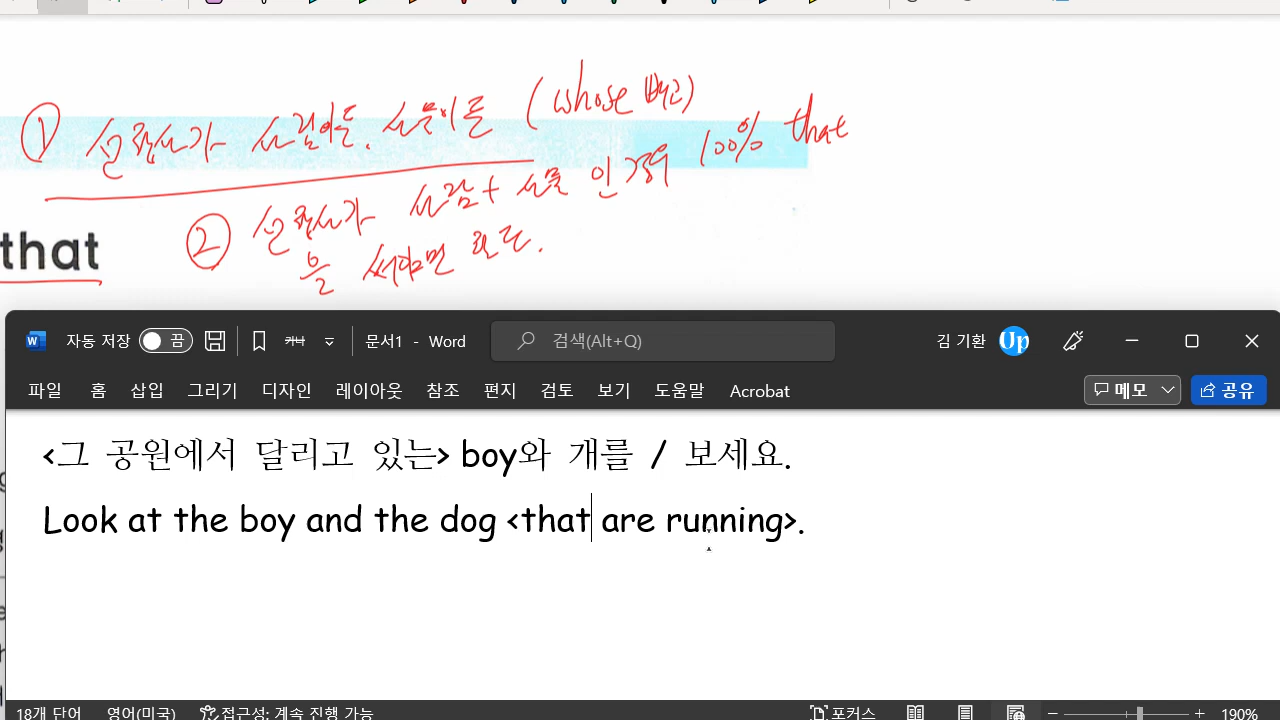 ① 선행사가 사람이든, 사물이든 (whose 빼고)
② 선행사가 사람+사물 인 경우 100% that
을 써야만 한다.
that
자동 저장 끔 문서1 - Word 검색(Alt+Q) 김 기환 Up
파일 홈 삽입 그리기 디자인 레이아웃 참조 편지 검토 보기 도움말 Acrobat 메모 공유
<그 공원에서 달리고 있는> boy와 개를 / 보세요.
Look at the boy and the dog <that are running>.
18개 단어 영어(미국) 접근성: 계속 진행 가능 포커스 190%